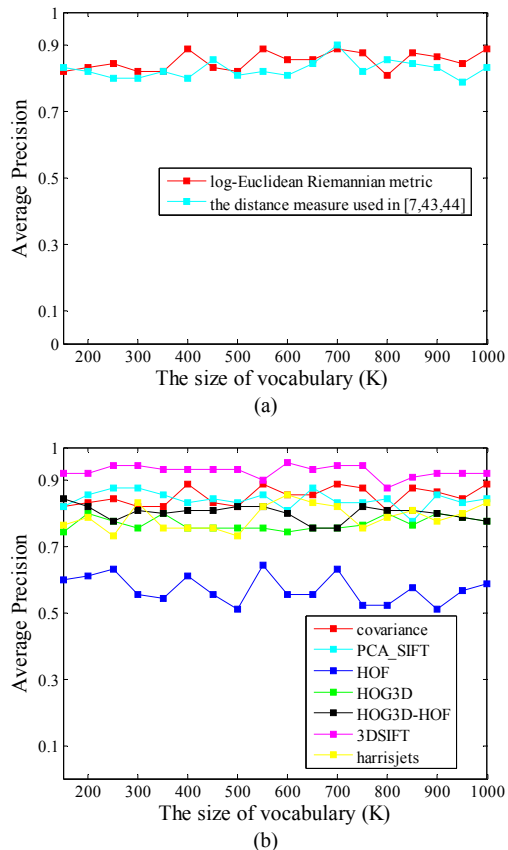 1
0.9
0.7
0.5
0.3
0.1
0
Average Precision
log-Euclidean Riemannian metric
the distance measure used in [7,43,44]
200 300 400 500 600 700 800 900 1000
The size of vocabulary (K)
(a)
1
0.9
0.7
0.5
0.3
0.1
Average Precision
covariance
PCA_SIFT
HOF
HOG3D
HOG3D-HOF
3DSIFT
harrisjets
200 300 400 500 600 700 800 900 1000
The size of vocabulary (K)
(b)